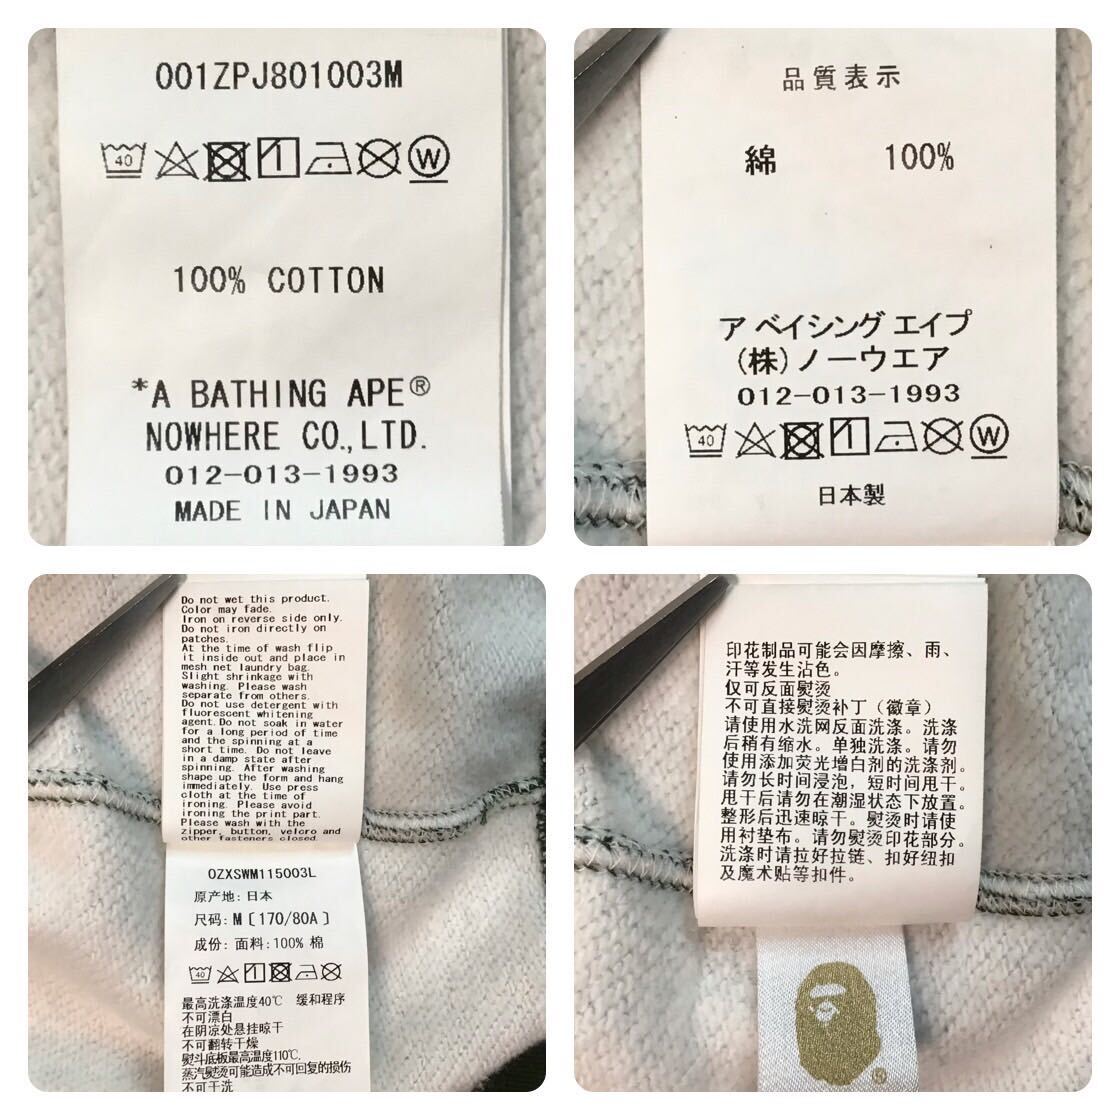 001ZPJ801003M
40 1 W
100% COTTON
*A BATHING APE®
NOWHERE CO.,LTD.
012-013-1993
MADE IN JAPAN
品質表示
綿 100%
ア ベイシング エイプ
(株)ノーウエア
012-013-1993
40 1 W
日本製
Do not wet this product.
Color may fade.
Iron on reverse side only.
Do not iron directly on
patches.
At the time of wash flip
it inside out and place in
mesh net laundry bag.
Slight shrinkage with
washing. Please wash
separate from others.
Do not use detergent with
fluorescent whitening
agent.Do not soak in water
for a long period of time
and the spinning at a
short time. Do not leave
in a damp state after
spinning. After washing
shape up the form and hang
immediately. Use press
cloth at the time of
ironing. Please avoid
ironing the print part.
Please wash with the
zipper, button, velcro and
other fasteners closed.
OZXSWM115003L
原产地: 日本
尺码: M〔170/80A〕
成份: 面料: 100% 棉
40 1
最高洗涤温度40℃ 缓和程序
不可漂白
在阴凉处悬挂晾干
不可翻转干燥
熨斗底板最高温度110℃,
蒸汽熨烫可能造成不可回复的损伤
不可干洗
印花制品可能会因摩擦、雨、
汗等发生沾色。
仅可反面熨烫
不可直接熨烫补丁（徽章）
请使用水洗网反面洗涤。洗涤
后稍有缩水。单独洗涤。请勿
使用添加荧光增白剂的洗涤剂。
请勿长时间浸泡，短时间甩干。
甩干后请勿在潮湿状态下放置。
整形后迅速晾干。熨烫时请使
用衬垫布。请勿熨烫印花部分。
洗涤时请拉好拉链、扣好纽扣
及魔术贴等扣件。
®